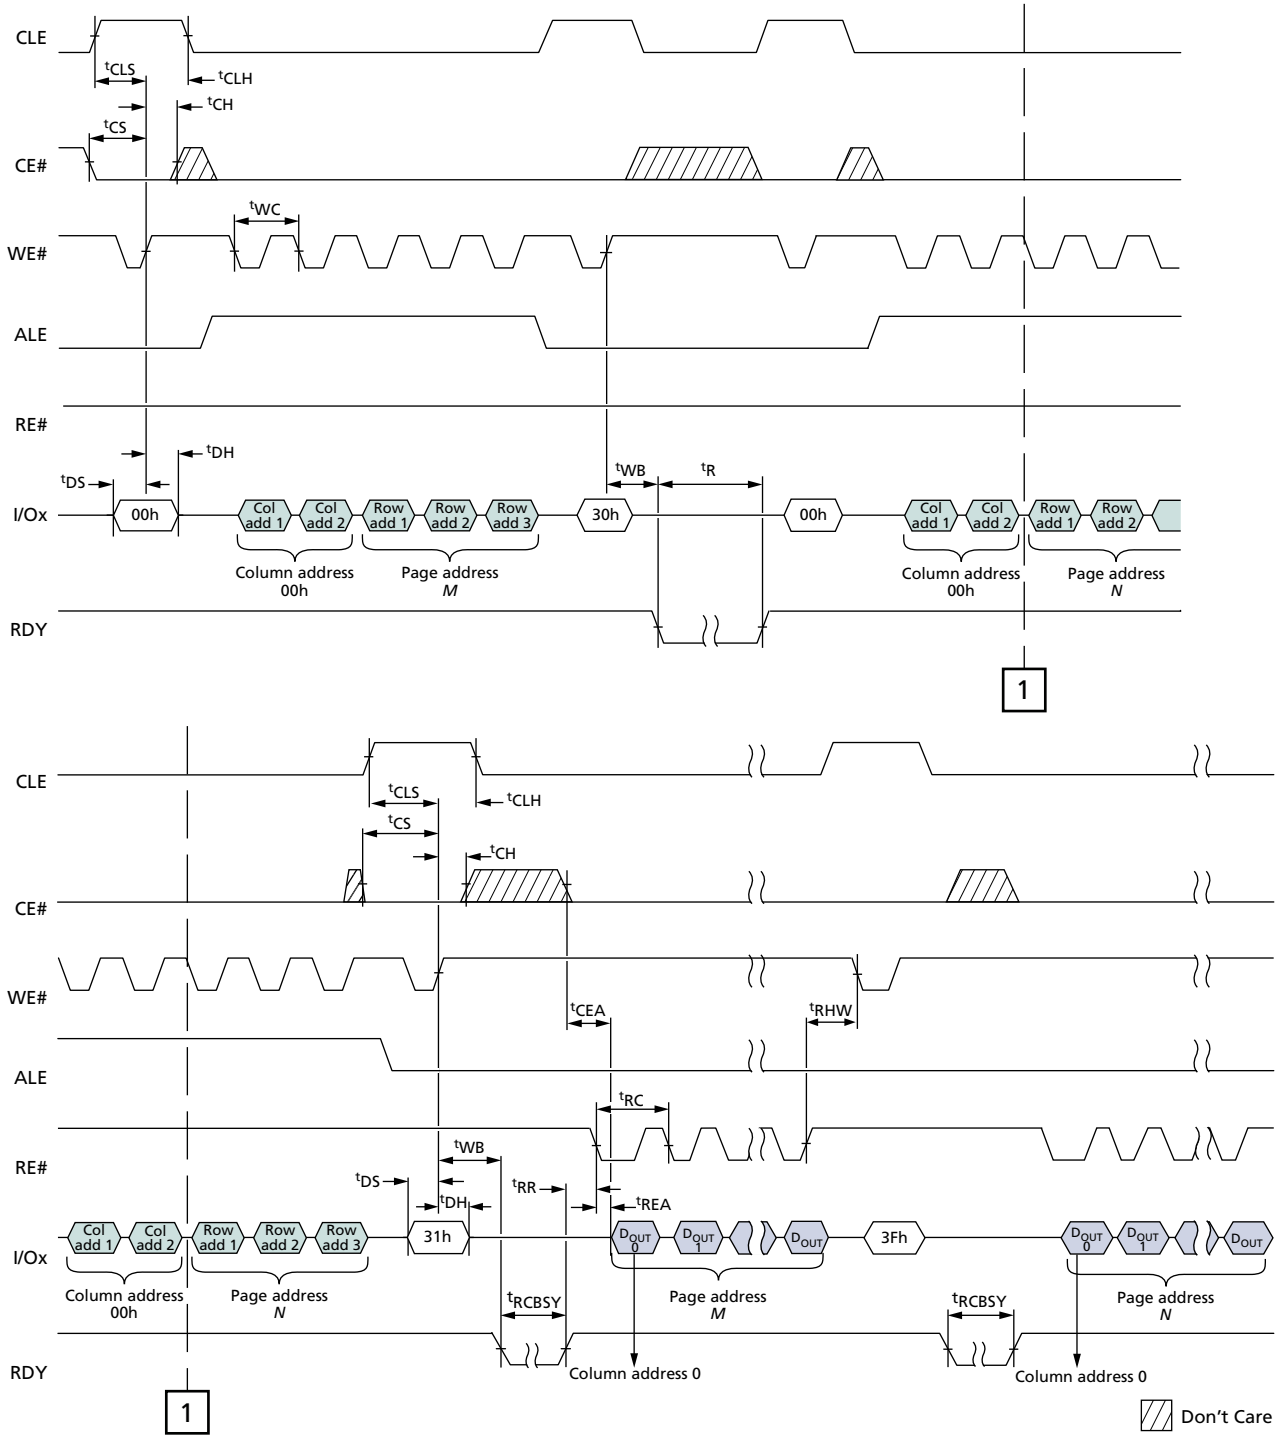 CLE
tCLS
tCLH
tCH
tCS
CE#
tWC
WE#
ALE
RE#
tDH
tDS
tWB
tR
I/Ox
00h
Col add 1
Col add 2
Row add 1
Row add 2
Row add 3
30h
00h
Col add 1
Col add 2
Row add 1
Row add 2
Column address 00h
Page address M
Column address 00h
Page address N
RDY
1
CLE
tCLS
tCLH
tCS
tCH
CE#
WE#
tCEA
tRHW
ALE
tRC
RE#
tWB
tDS
tDH
tRR
tREA
I/Ox
Col add 1
Col add 2
Row add 1
Row add 2
Row add 3
31h
DOUT 0
DOUT 1
DOUT
3Fh
DOUT 0
DOUT 1
DOUT
Column address 00h
Page address N
tRCBSY
Page address M
tRCBSY
Page address N
RDY
Column address 0
Column address 0
1
Don't Care